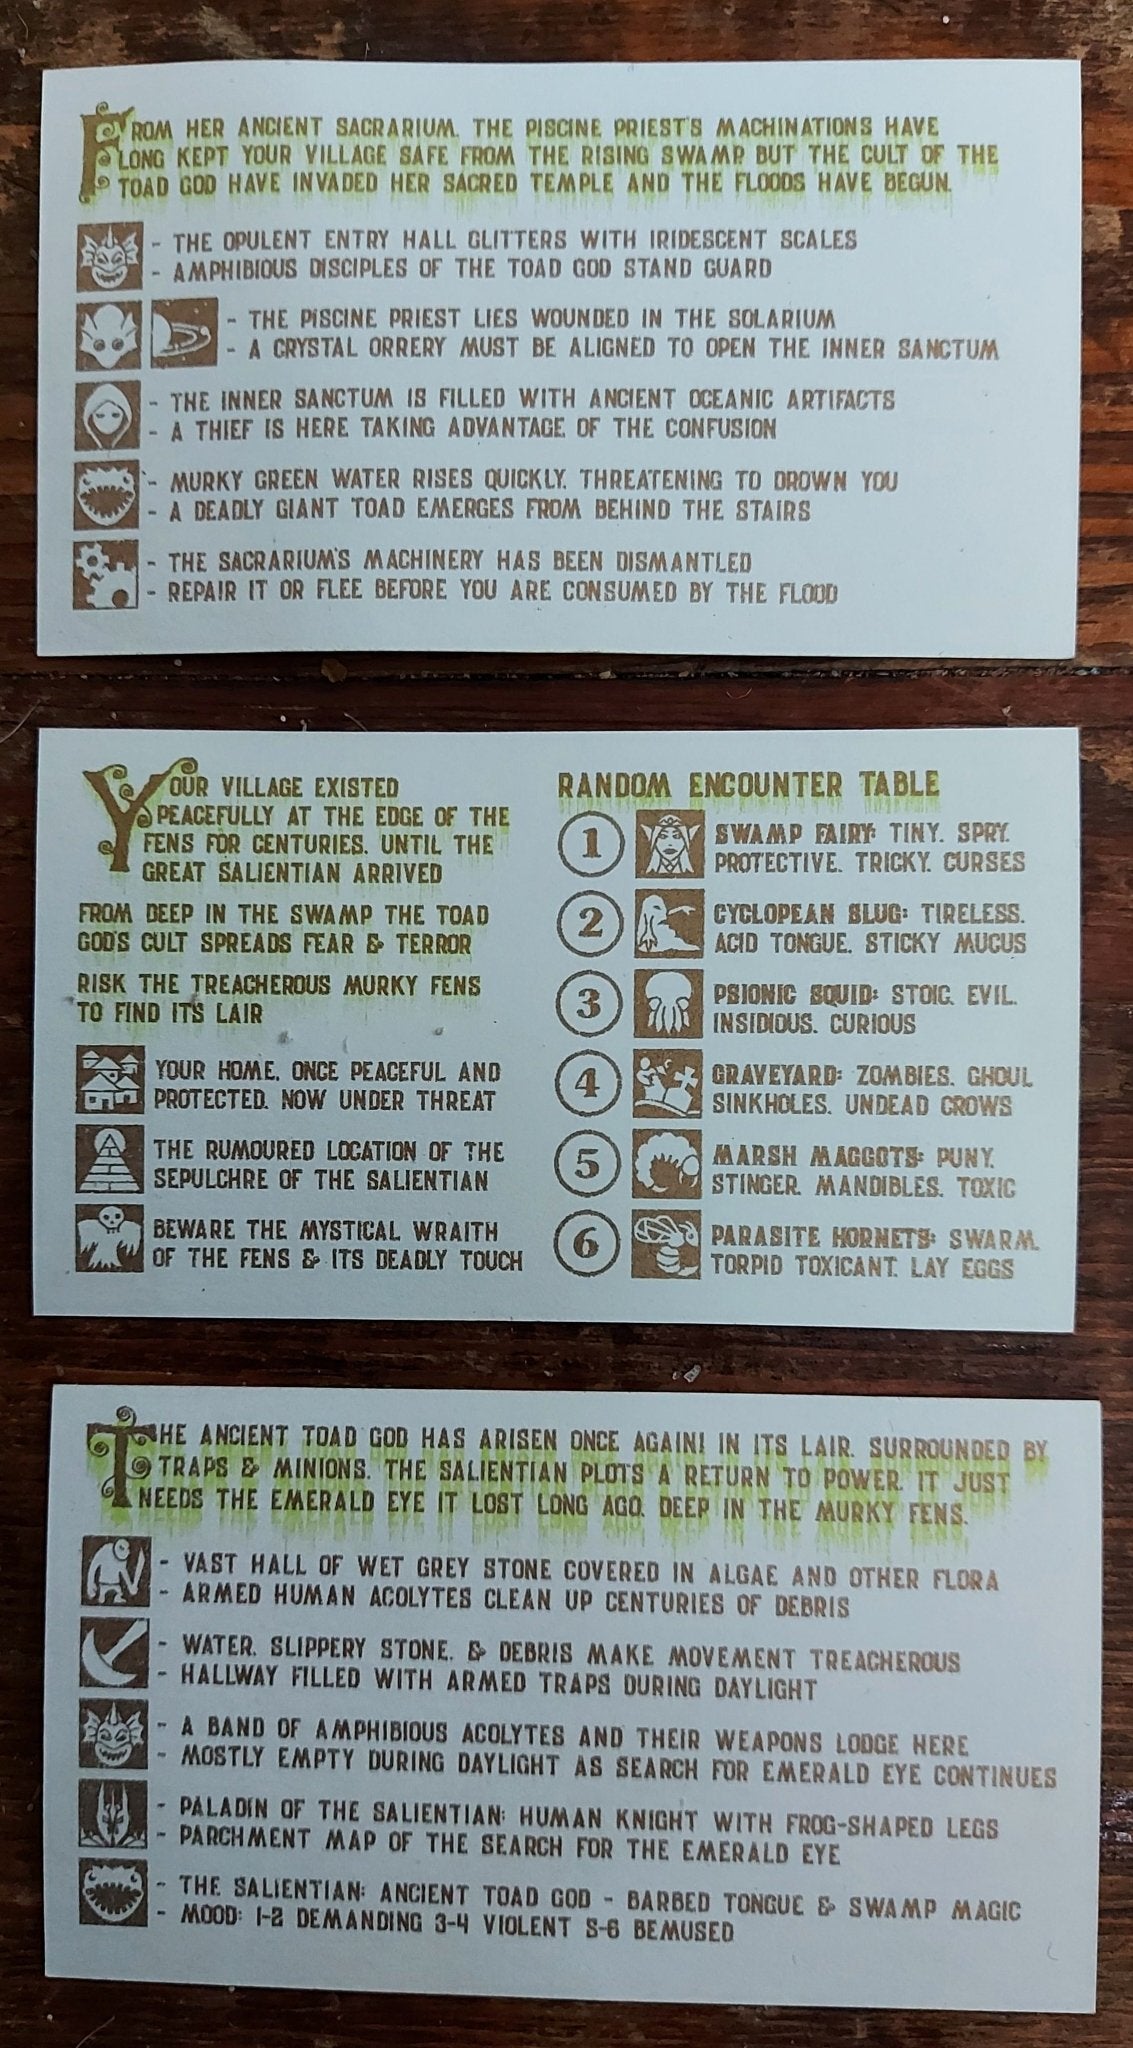 FROM HER ANCIENT SACRARIUM, THE PISCINE PRIEST'S MACHINATIONS HAVE
LONG KEPT YOUR VILLAGE SAFE FROM THE RISING SWAMP, BUT THE CULT OF THE
TOAD GOD HAVE INVADED HER SACRED TEMPLE AND THE FLOODS HAVE BEGUN.
- THE OPULENT ENTRY HALL GLITTERS WITH IRIDESCENT SCALES
- AMPHIBIOUS DISCIPLES OF THE TOAD GOD STAND GUARD
- THE PISCINE PRIEST LIES WOUNDED IN THE SOLARIUM
- A CRYSTAL ORRERY MUST BE ALIGNED TO OPEN THE INNER SANCTUM
- THE INNER SANCTUM IS FILLED WITH ANCIENT OCEANIC ARTIFACTS
- A THIEF IS HERE TAKING ADVANTAGE OF THE CONFUSION
- MURKY GREEN WATER RISES QUICKLY, THREATENING TO DROWN YOU
- A DEADLY GIANT TOAD EMERGES FROM BEHIND THE STAIRS
- THE SACRARIUM'S MACHINERY HAS BEEN DISMANTLED
- REPAIR IT OR FLEE BEFORE YOU ARE CONSUMED BY THE FLOOD
YOUR VILLAGE EXISTED
PEACEFULLY AT THE EDGE OF THE
FENS FOR CENTURIES, UNTIL THE
GREAT SALIENTIAN ARRIVED
FROM DEEP IN THE SWAMP THE TOAD
GOD'S CULT SPREADS FEAR & TERROR
RISK THE TREACHEROUS MURKY FENS
TO FIND ITS LAIR
YOUR HOME, ONCE PEACEFUL AND
PROTECTED, NOW UNDER THREAT
THE RUMOURED LOCATION OF THE
SEPULCHRE OF THE SALIENTIAN
BEWARE THE MYSTICAL WRAITH
OF THE FENS & ITS DEADLY TOUCH
RANDOM ENCOUNTER TABLE
1 SWAMP FAIRY: TINY, SPRY,
PROTECTIVE, TRICKY, CURSES
2 CYCLOPEAN SLUG: TIRELESS,
ACID TONGUE, STICKY MUCUS
3 PSIONIC SQUID: STOIC, EVIL,
INSIDIOUS, CURIOUS
4 GRAVEYARD: ZOMBIES, GHOUL
SINKHOLES, UNDEAD CROWS
5 MARSH MAGGOTS: PUNY,
STINGER, MANDIBLES, TOXIC
6 PARASITE HORNETS: SWARM,
TORPID TOXICANT, LAY EGGS
THE ANCIENT TOAD GOD HAS ARISEN ONCE AGAIN! IN ITS LAIR, SURROUNDED BY
TRAPS & MINIONS, THE SALIENTIAN PLOTS A RETURN TO POWER. IT JUST
NEEDS THE EMERALD EYE IT LOST LONG AGO, DEEP IN THE MURKY FENS.
- VAST HALL OF WET GREY STONE COVERED IN ALGAE AND OTHER FLORA
- ARMED HUMAN ACOLYTES CLEAN UP CENTURIES OF DEBRIS
- WATER, SLIPPERY STONE, & DEBRIS MAKE MOVEMENT TREACHEROUS
- HALLWAY FILLED WITH ARMED TRAPS DURING DAYLIGHT
- A BAND OF AMPHIBIOUS ACOLYTES AND THEIR WEAPONS LODGE HERE
- MOSTLY EMPTY DURING DAYLIGHT AS SEARCH FOR EMERALD EYE CONTINUES
- PALADIN OF THE SALIENTIAN: HUMAN KNIGHT WITH FROG-SHAPED LEGS
- PARCHMENT MAP OF THE SEARCH FOR THE EMERALD EYE
- THE SALIENTIAN: ANCIENT TOAD GOD - BARBED TONGUE & SWAMP MAGIC
- MOOD: 1-2 DEMANDING 3-4 VIOLENT 5-6 BEMUSED